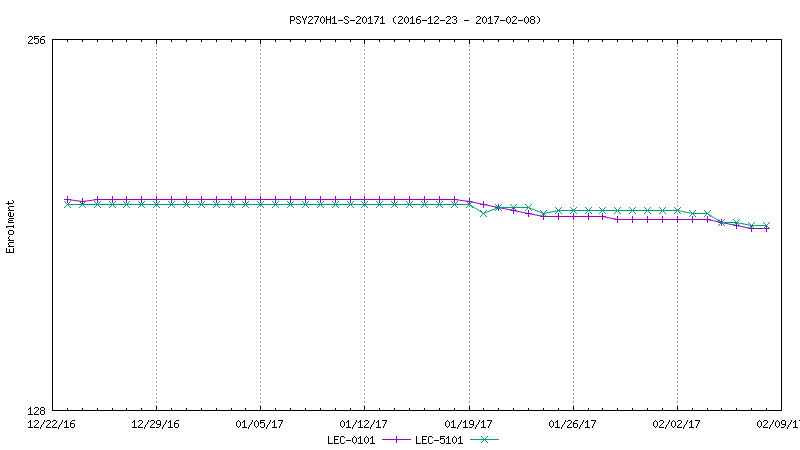 PSY270H1-S-20171 (2016-12-23 - 2017-02-08)
256
Enrolment
128
12/22/16 12/29/16 01/05/17 01/12/17 01/19/17 01/26/17 02/02/17 02/09/17
LEC-0101 LEC-5101